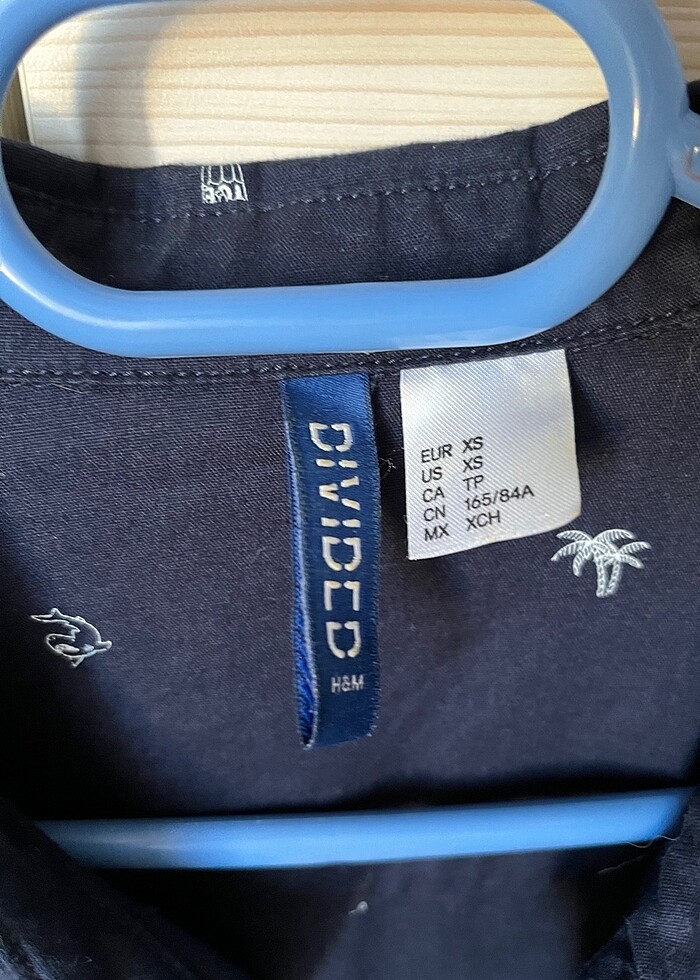 DIVIDED
H&M
EUR XS
US XS
CA TP
CN 165/84A
MX XCH